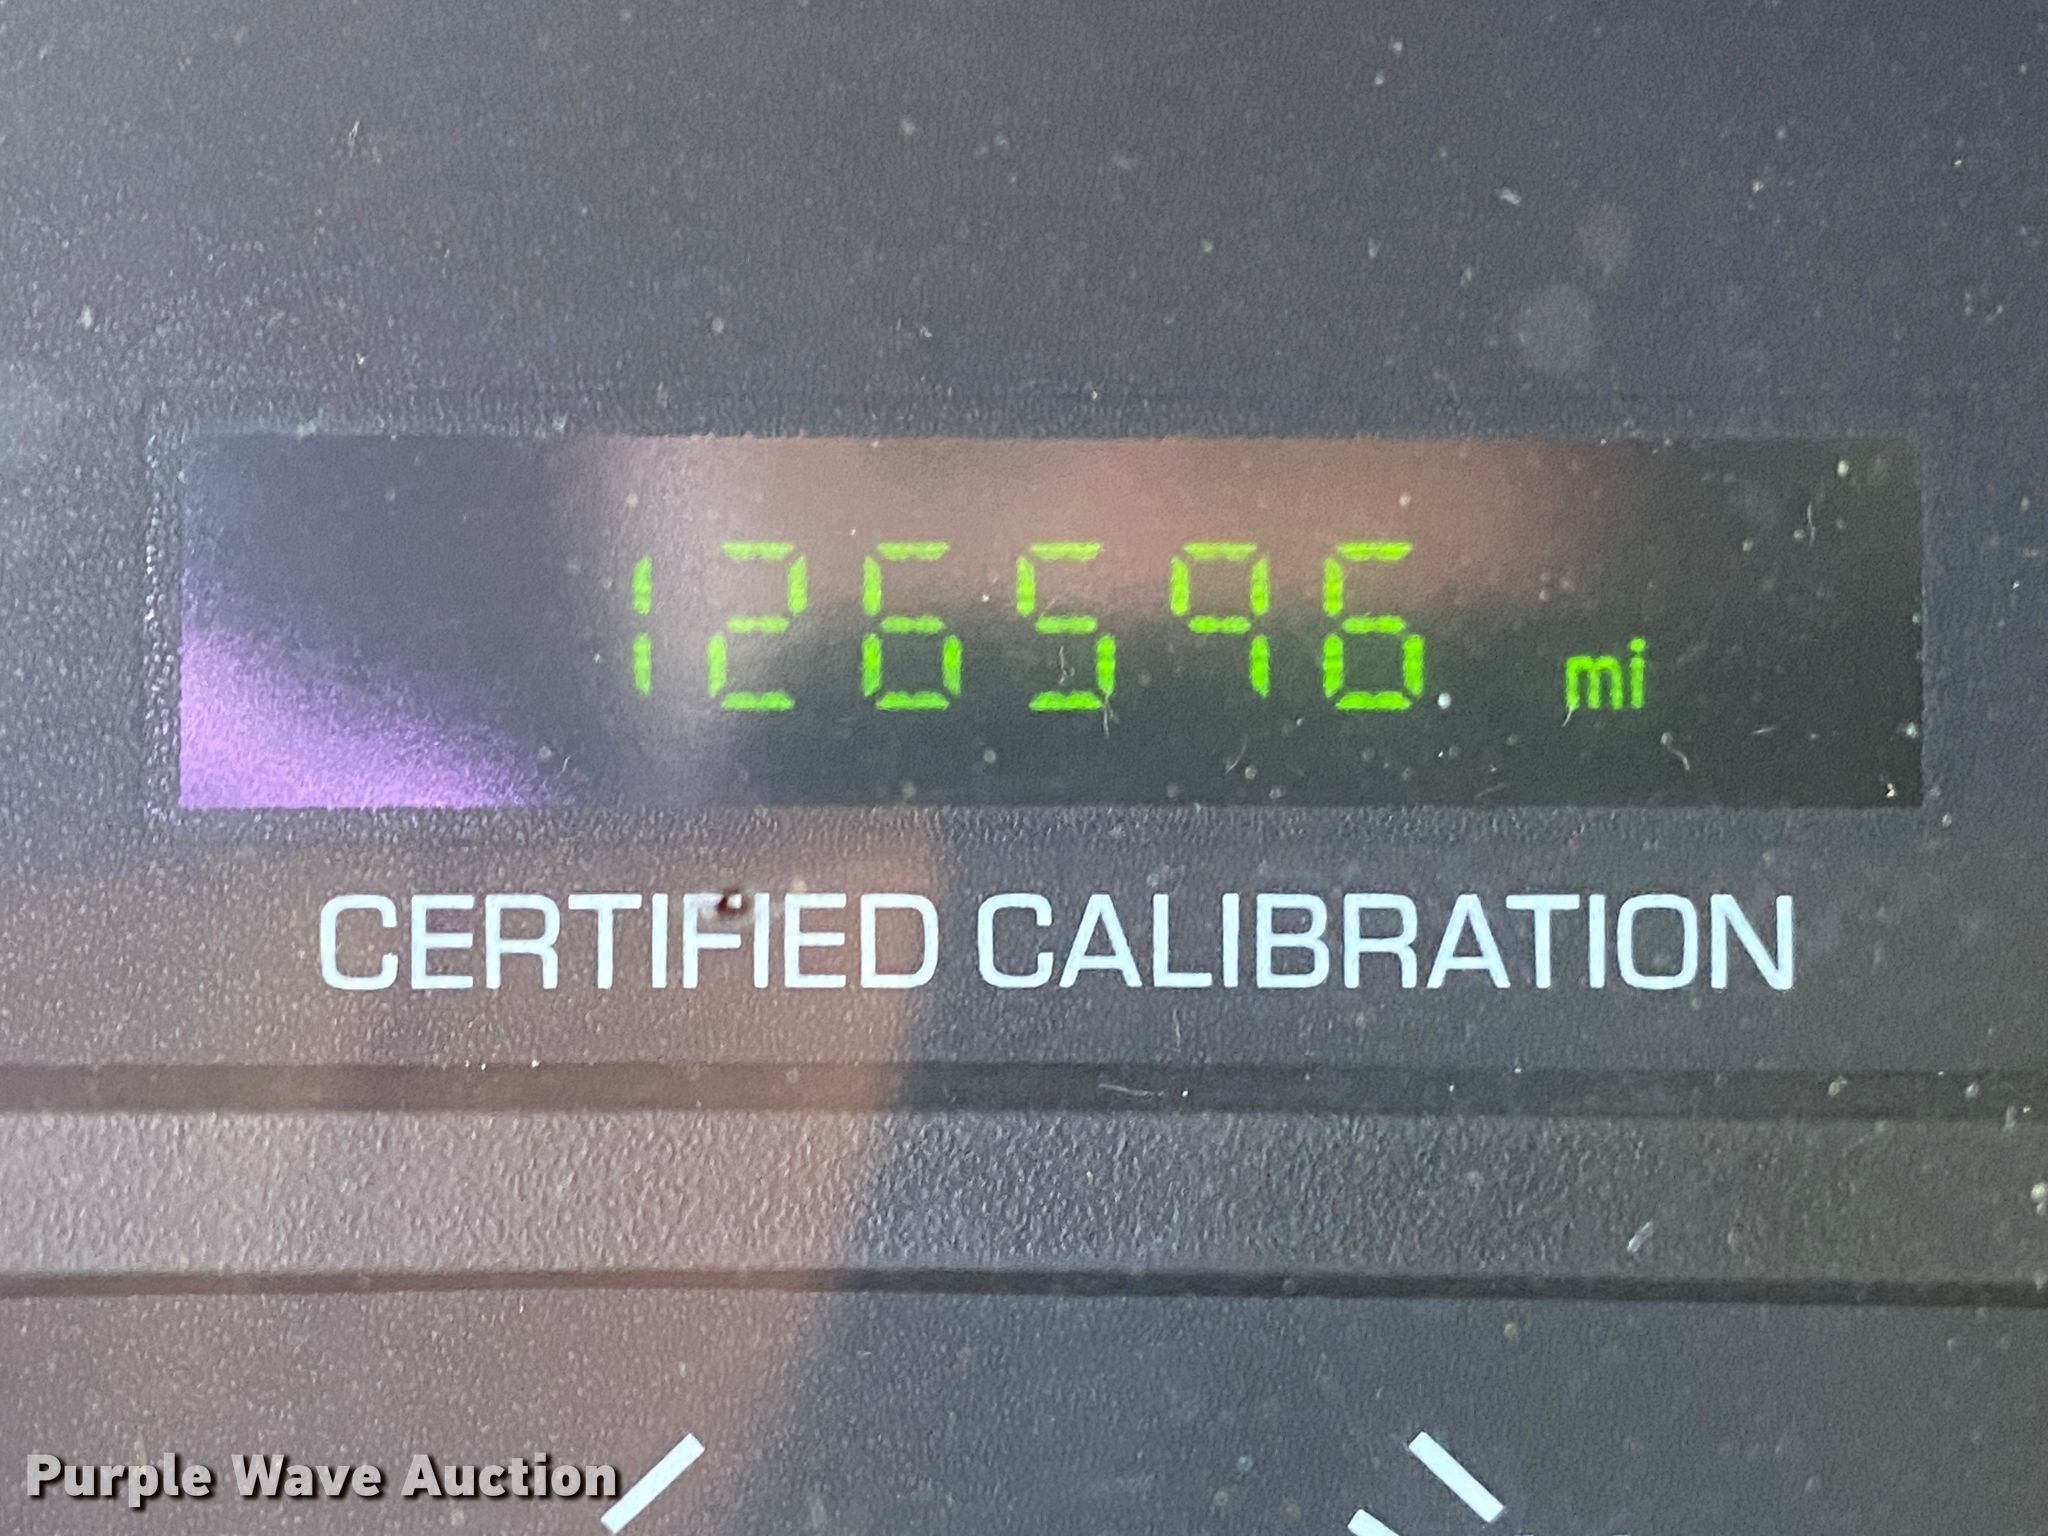 126596 mi
CERTIFIED CALIBRATION
Purple Wave Auction